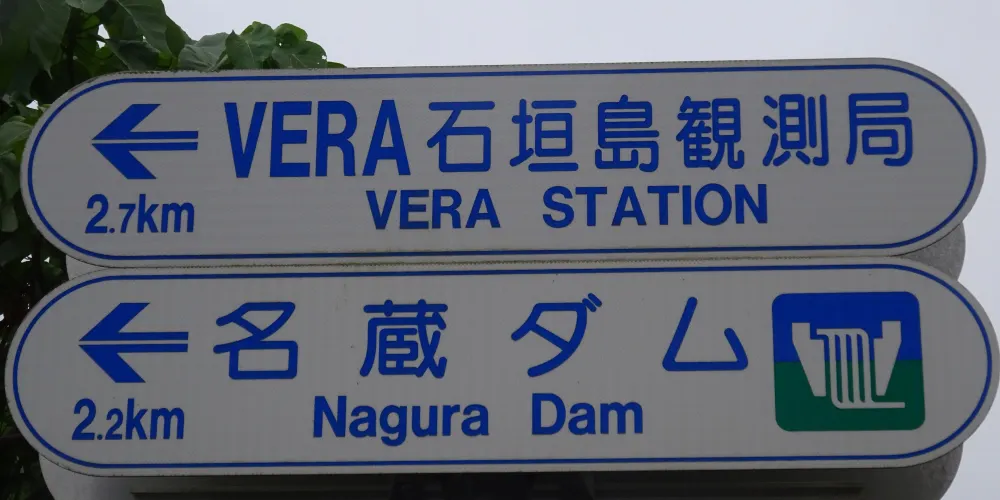 VERA石垣島観測局
VERA STATION
2.7km
名蔵ダム
Nagura Dam
2.2km